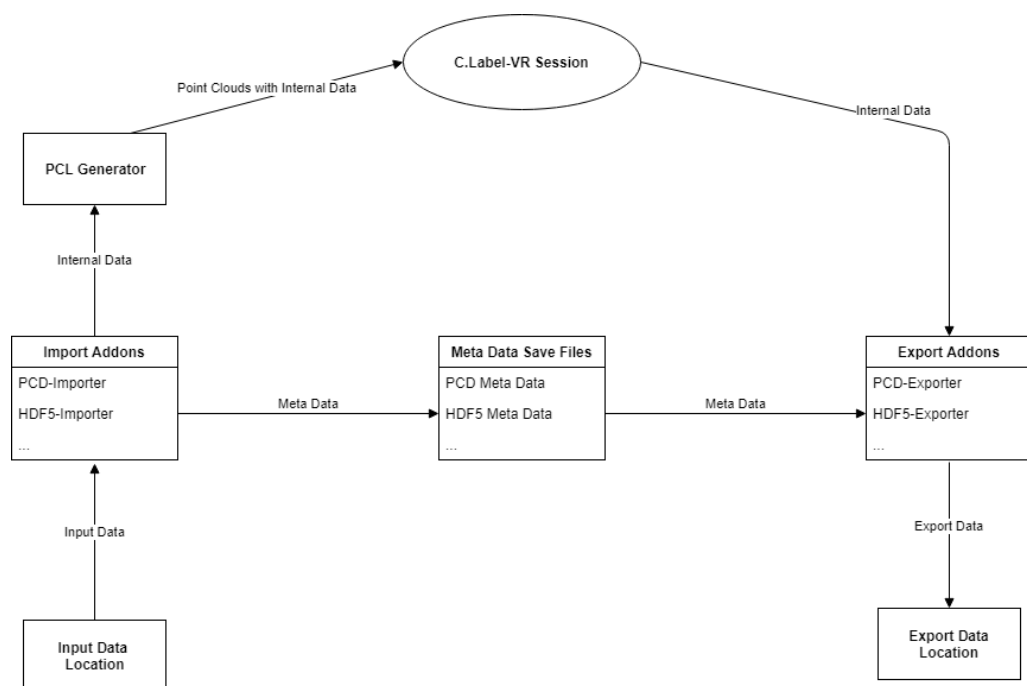 C.Label-VR Session
Point Clouds with Internal Data
Internal Data
PCL Generator
Internal Data
Import Addons
PCD-Importer
HDF5-Importer
...
Meta Data
Meta Data Save Files
PCD Meta Data
HDF5 Meta Data
...
Meta Data
Export Addons
PCD-Exporter
HDF5-Exporter
...
Input Data
Export Data
Input Data
Location
Export Data
Location